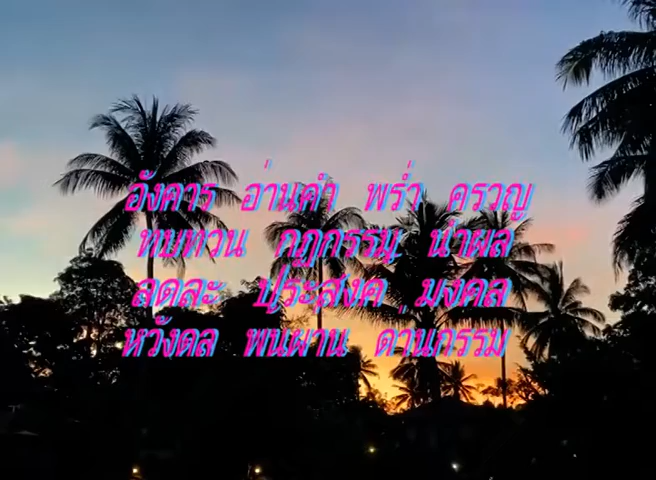 อังคาร อ่านคำ พร่ำ ครวญ
ทบทวน กฎกรรม นำผล
ลดละ ประสงค์ มงคล
หวังดล พ้นผ่าน ด่านกรรม